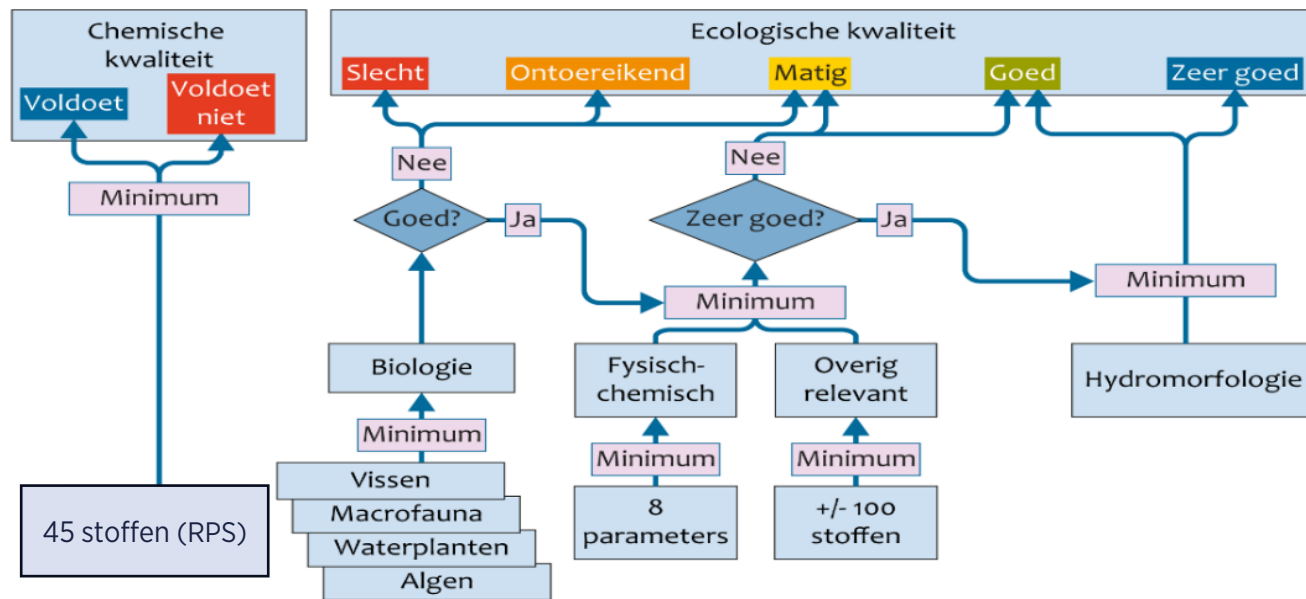 Chemische
kwaliteit
Voldoet
Voldoet
niet
Minimum
45 stoffen (RPS)
Ecologische kwaliteit
Slecht
Ontoereikend
Matig
Goed
Zeer goed
Nee
Nee
Goed?
Ja
Zeer goed?
Ja
Minimum
Minimum
Biologie
Fysisch-
chemisch
Overig
relevant
Hydromorfologie
Minimum
Minimum
Minimum
Vissen
Macrofauna
Waterplanten
Algen
8
parameters
+/- 100
stoffen